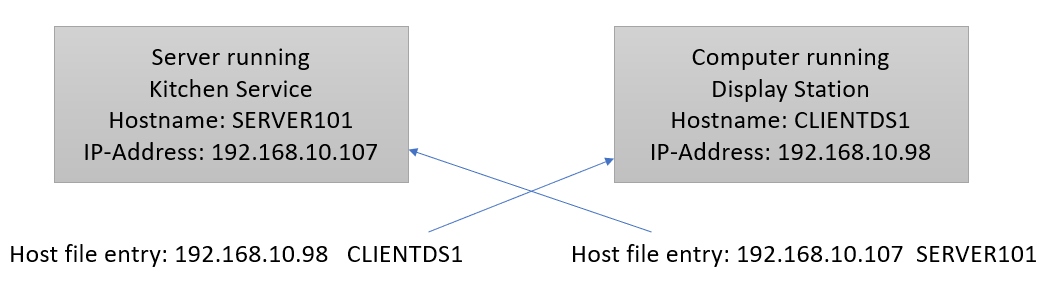 Server running
Kitchen Service
Hostname: SERVER101
IP-Address: 192.168.10.107
Computer running
Display Station
Hostname: CLIENTDS1
IP-Address: 192.168.10.98
Host file entry: 192.168.10.98 CLIENTDS1
Host file entry: 192.168.10.107 SERVER101